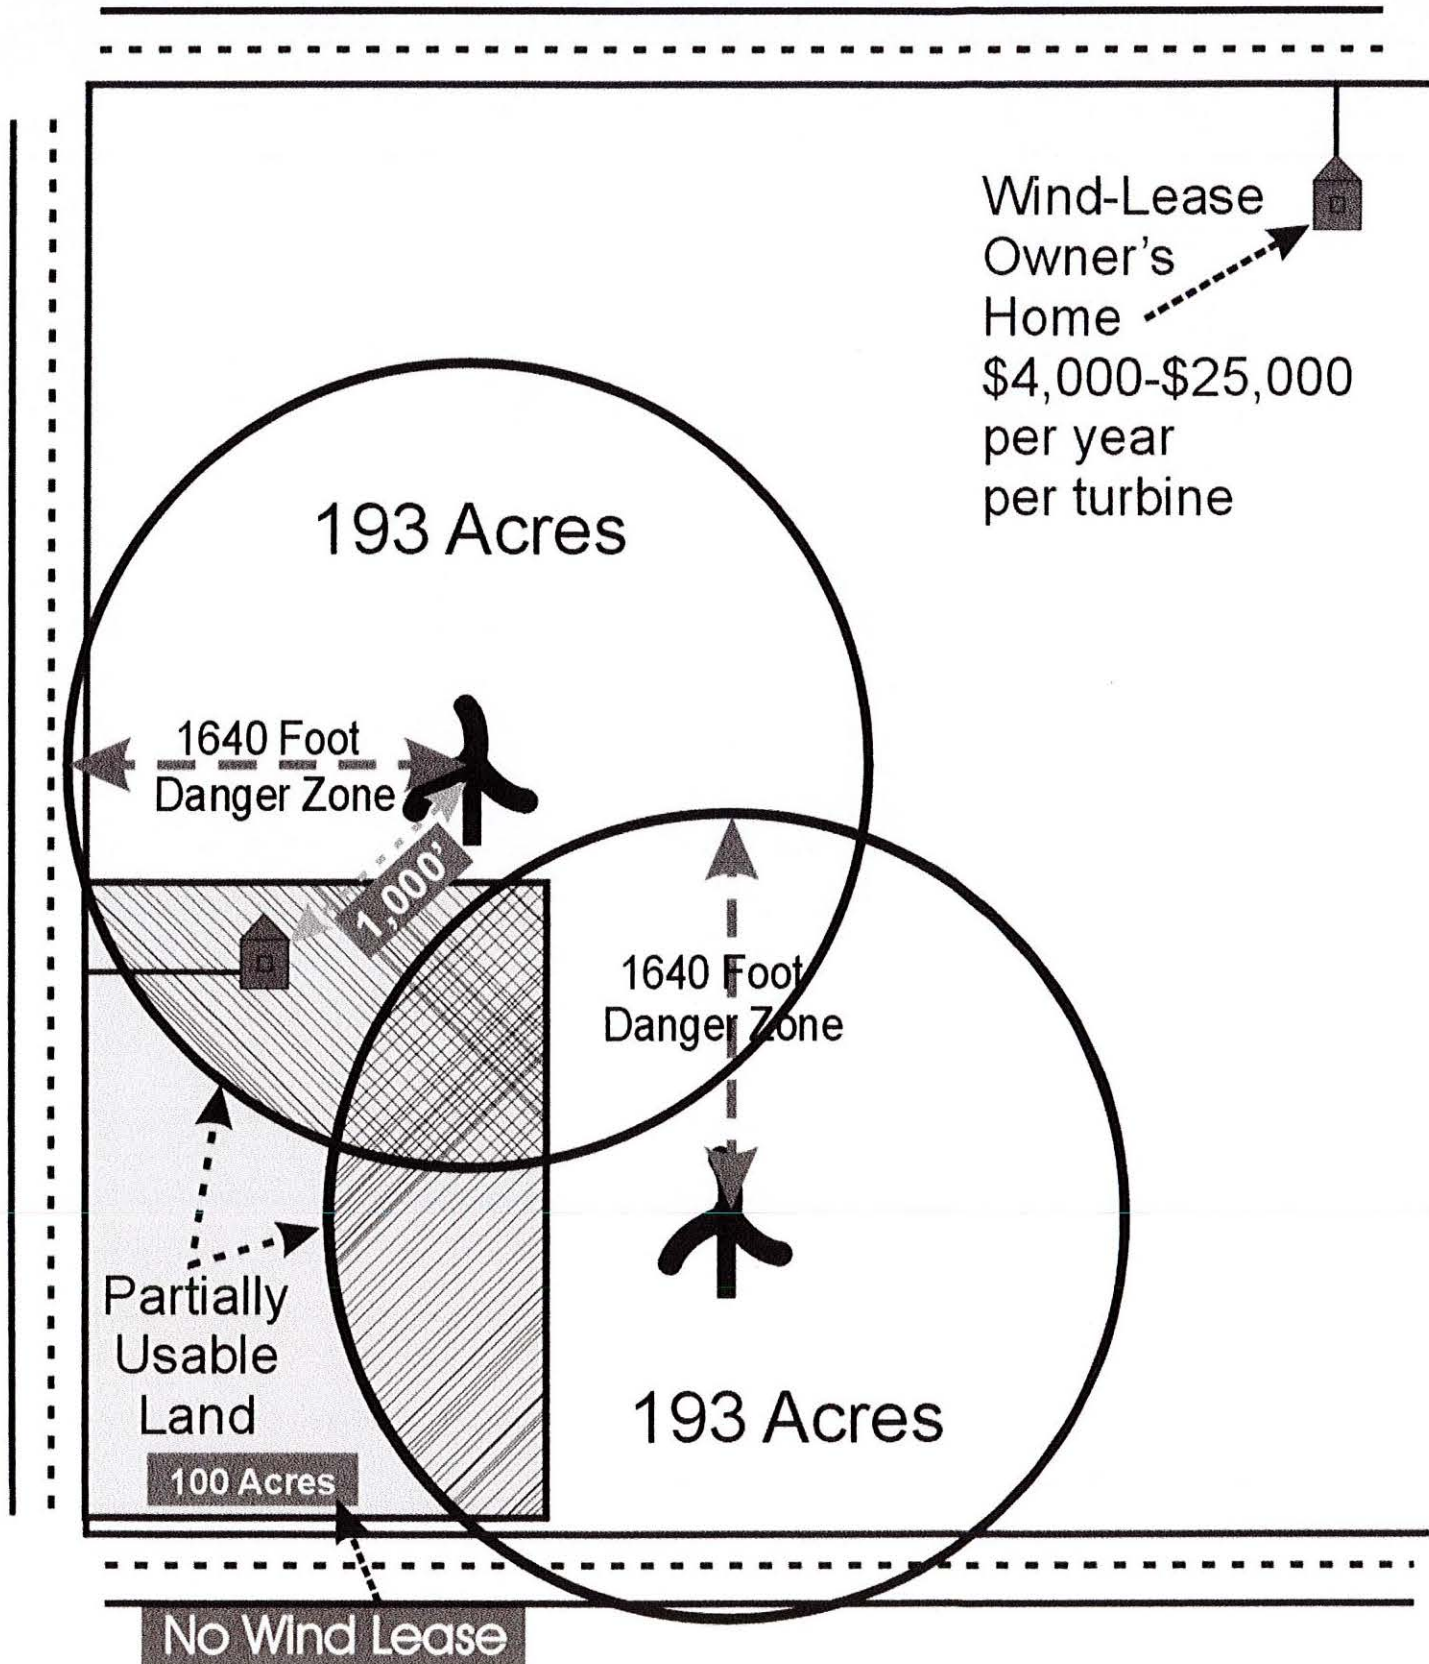 Wind-Lease
Owner's
Home
$4,000-$25,000
per year
per turbine
193 Acres
1640 Foot
Danger Zone
1,000'
1640 Foot
Danger Zone
Partially
Usable
Land
100 Acres
193 Acres
No Wind Lease